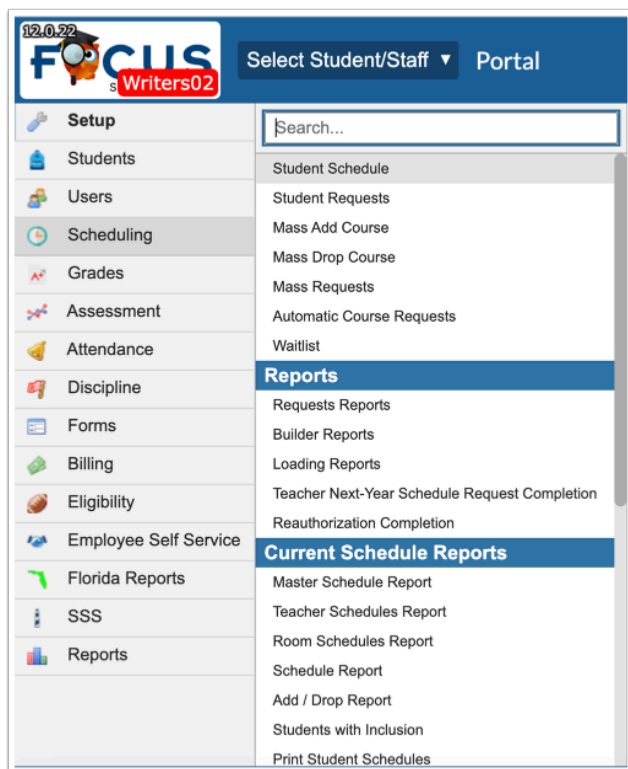 12.0.22
FOCUS
S
Writers02
Select Student/Staff ▼
Portal
Setup
Students
Users
Scheduling
A+
Grades
Assessment
Attendance
Discipline
Forms
Billing
Eligibility
Employee Self Service
Florida Reports
SSS
Reports
Search...
Student Schedule
Student Requests
Mass Add Course
Mass Drop Course
Mass Requests
Automatic Course Requests
Waitlist
Reports
Requests Reports
Builder Reports
Loading Reports
Teacher Next-Year Schedule Request Completion
Reauthorization Completion
Current Schedule Reports
Master Schedule Report
Teacher Schedules Report
Room Schedules Report
Schedule Report
Add / Drop Report
Students with Inclusion
Print Student Schedules